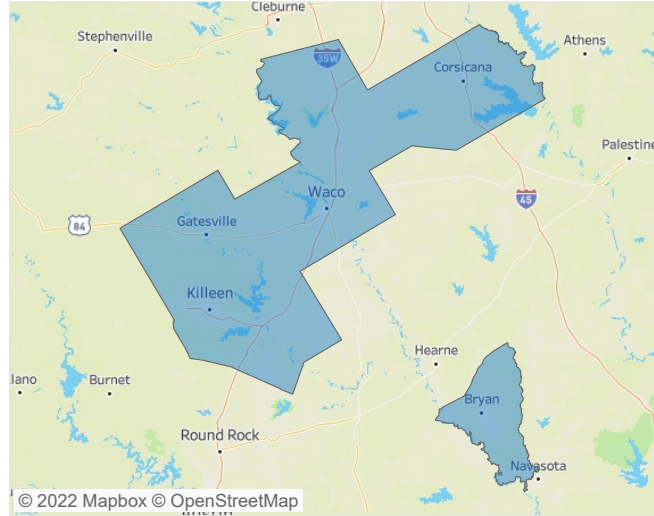 Cleburne
Stephenville
Athens
35W
Corsicana
Palestine
Waco
45
84
Gatesville
Killeen
Hearne
lano
Burnet
Bryan
Round Rock
Navasota
© 2022 Mapbox © OpenStreetMap